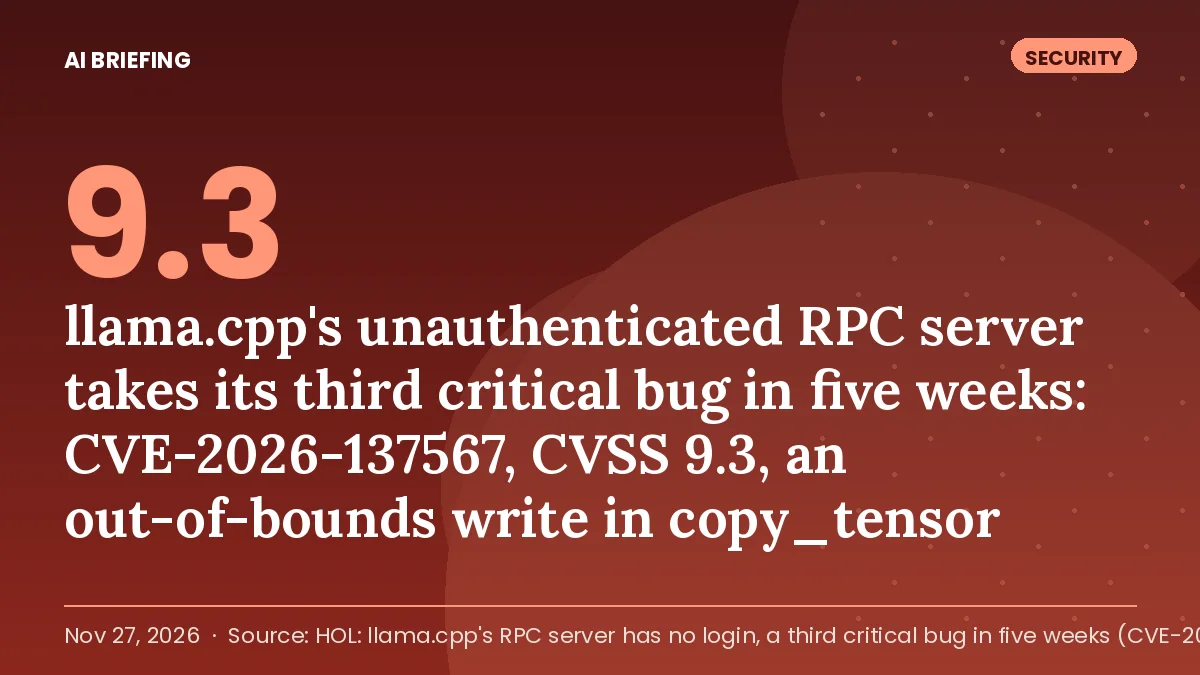 AI BRIEFING
SECURITY
9.3
llama.cpp's unauthenticated RPC server
takes its third critical bug in five weeks:
CVE-2026-137567, CVSS 9.3, an
out-of-bounds write in copy_tensor
Nov 27, 2026 · Source: HOL: llama.cpp's RPC server has no login, a third critical bug in five weeks (CVE-20